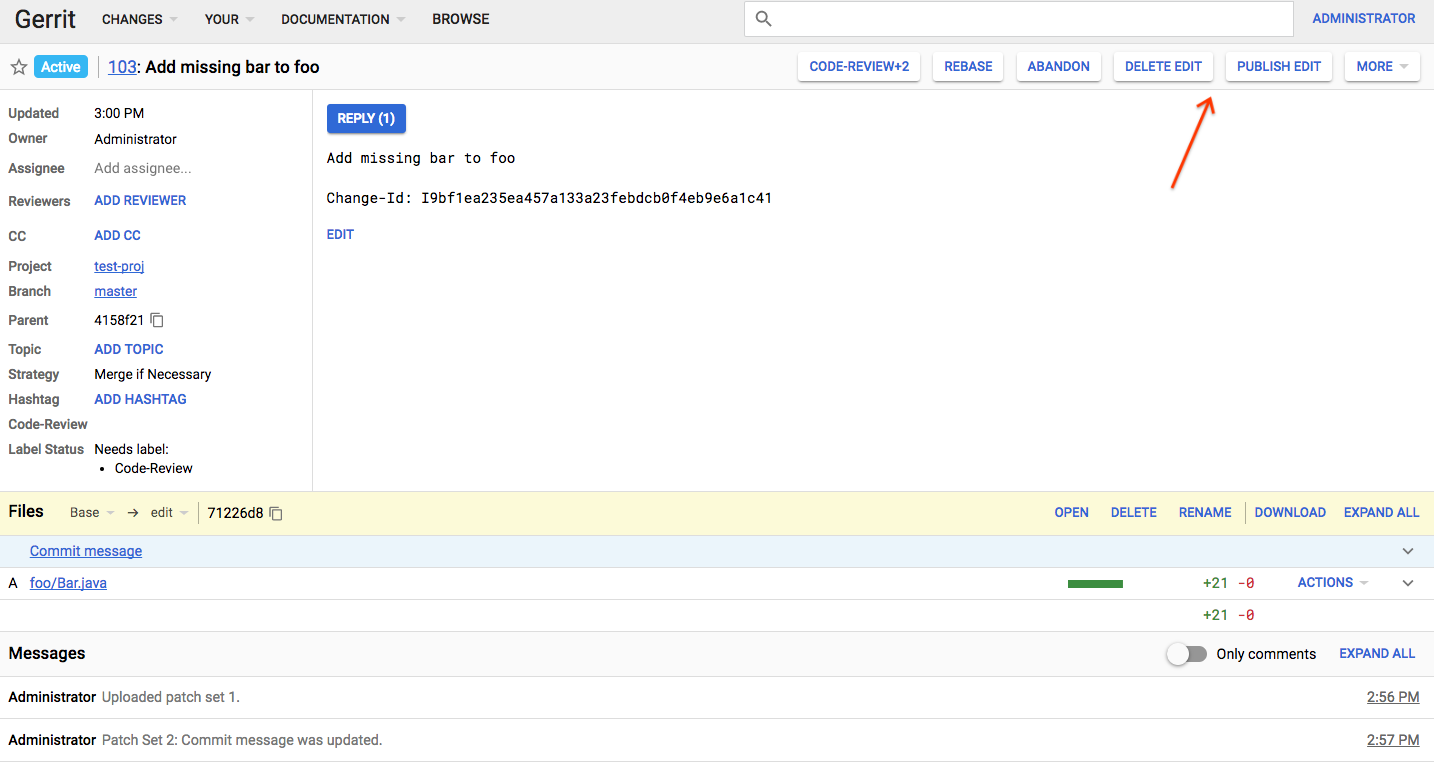 Gerrit CHANGES YOUR DOCUMENTATION BROWSE ADMINISTRATOR
Active 103: Add missing bar to foo CODE-REVIEW+2 REBASE ABANDON DELETE EDIT PUBLISH EDIT MORE
Updated 3:00 PM
Owner Administrator
Assignee Add assignee...
Reviewers ADD REVIEWER
CC ADD CC
Project test-proj
Branch master
Parent 4158f21
Topic ADD TOPIC
Strategy Merge if Necessary
Hashtag ADD HASHTAG
Code-Review
Label Status Needs label:
• Code-Review
REPLY (1)
Add missing bar to foo
Change-Id: I9bf1ea235ea457a133a23febdcb0f4eb9e6a1c41
EDIT
Files Base → edit 71226d8 OPEN DELETE RENAME DOWNLOAD EXPAND ALL
Commit message
A foo/Bar.java +21 -0 ACTIONS
+21 -0
Messages Only comments EXPAND ALL
Administrator Uploaded patch set 1. 2:56 PM
Administrator Patch Set 2: Commit message was updated. 2:57 PM